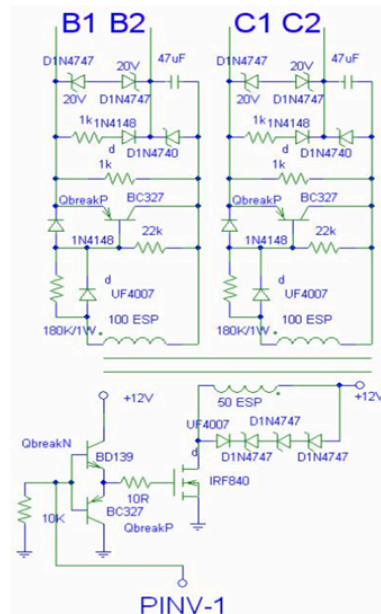 B1 B2
C1 C2
D1N4747 20V 47uF
20V D1N4747
1k 1N4148
d D1N4740
1k
QbreakP BC327
1N4148 22k
d
UF4007
180K/1W 100 ESP
D1N4747 20V 47uF
20V D1N4747
1k 1N4148
d D1N4740
1k
QbreakP BC327
1N4148 22k
d
UF4007
180K/1W 100 ESP
+12V
50 ESP
+12V
UF4007 D1N4747
D1N4747 D1N4747
d
QbreakN
BD139
IRF840
10R
10K
BC327
QbreakP
PINV-1